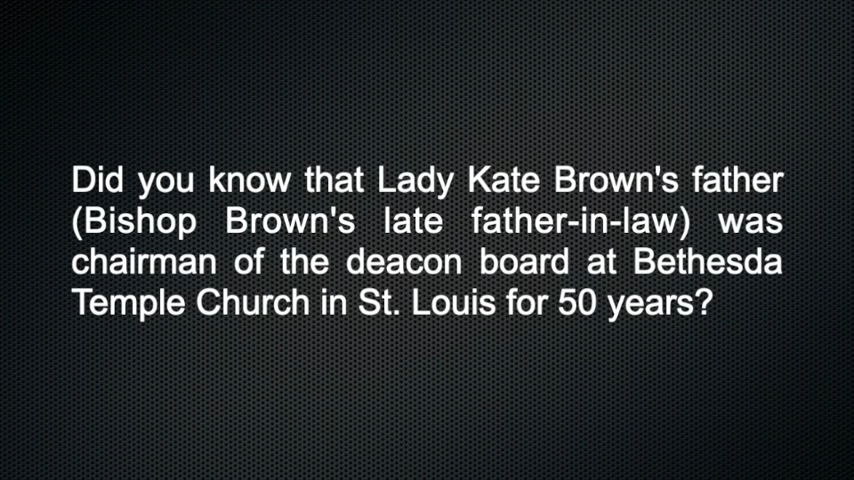 Did you know that Lady Kate Brown's father
(Bishop Brown's late father-in-law) was
chairman of the deacon board at Bethesda
Temple Church in St. Louis for 50 years?